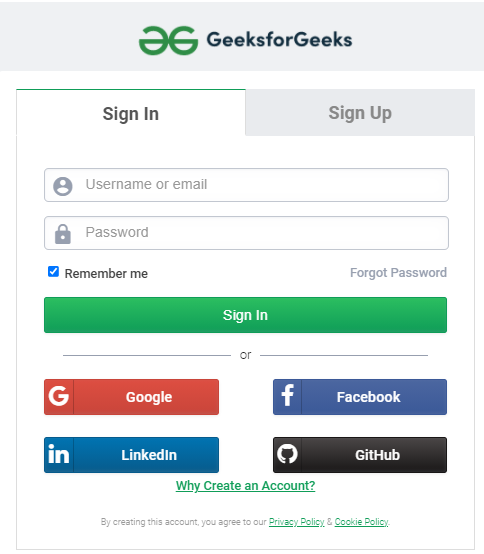 GeeksforGeeks
Sign In Sign Up
Username or email
Password
Remember me Forgot Password
Sign In
or
G Google f Facebook
in LinkedIn GitHub
Why Create an Account?
By creating this account, you agree to our Privacy Policy & Cookie Policy.